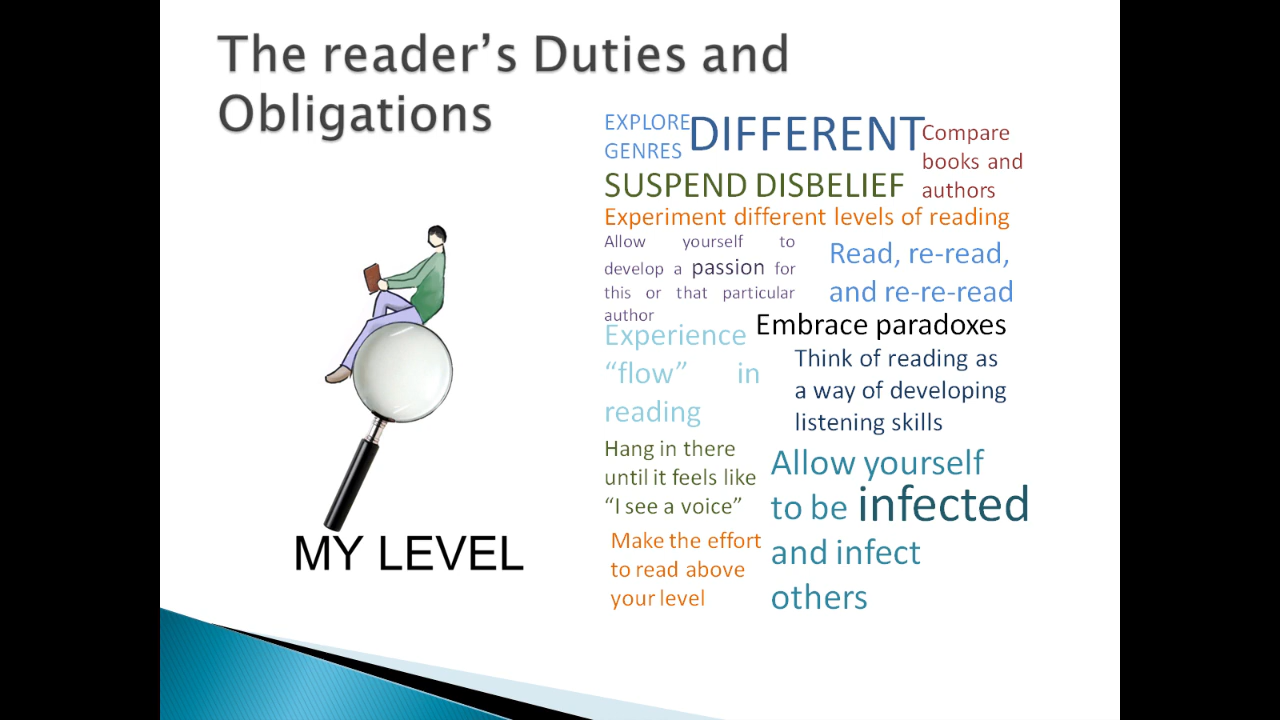 The reader’s Duties and
Obligations
EXPLORE
GENRES
DIFFERENT
Compare
books and
authors
SUSPEND DISBELIEF
Experiment different levels of reading
Allow yourself to
develop a passion for
this or that particular
author
Read, re-read,
and re-re-read
Experience
“flow” in
reading
Embrace paradoxes
Think of reading as
a way of developing
listening skills
Hang in there
until it feels like
“I see a voice”
Allow yourself
to be infected
and infect
others
Make the effort
to read above
your level
MY LEVEL